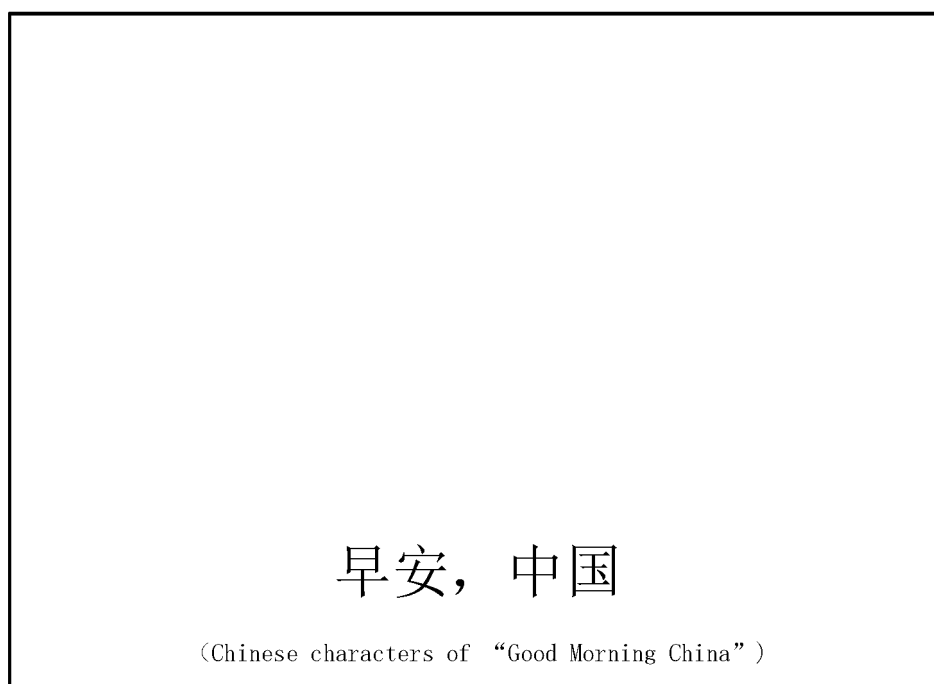 早安，中国
（Chinese characters of “Good Morning China”）